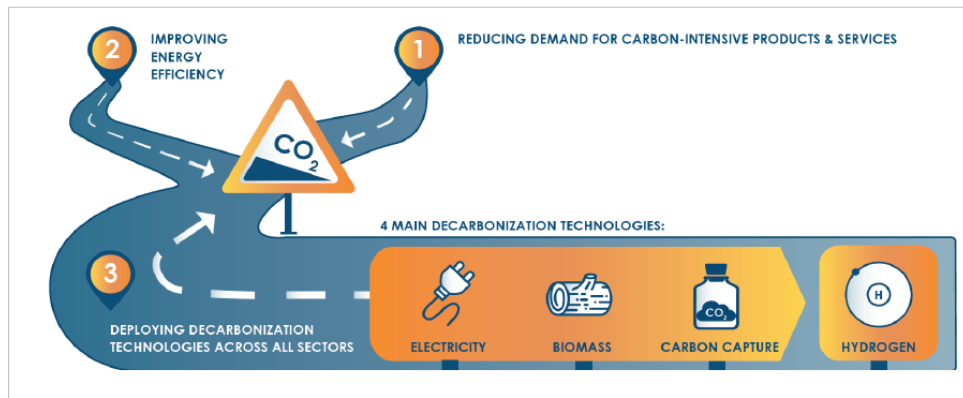 2
IMPROVING
ENERGY
EFFICIENCY
1
REDUCING DEMAND FOR CARBON-INTENSIVE PRODUCTS & SERVICES
CO2
3
DEPLOYING DECARBONIZATION
TECHNOLOGIES ACROSS ALL SECTORS
4 MAIN DECARBONIZATION TECHNOLOGIES:
ELECTRICITY
BIOMASS
CO2
CARBON CAPTURE
H
HYDROGEN